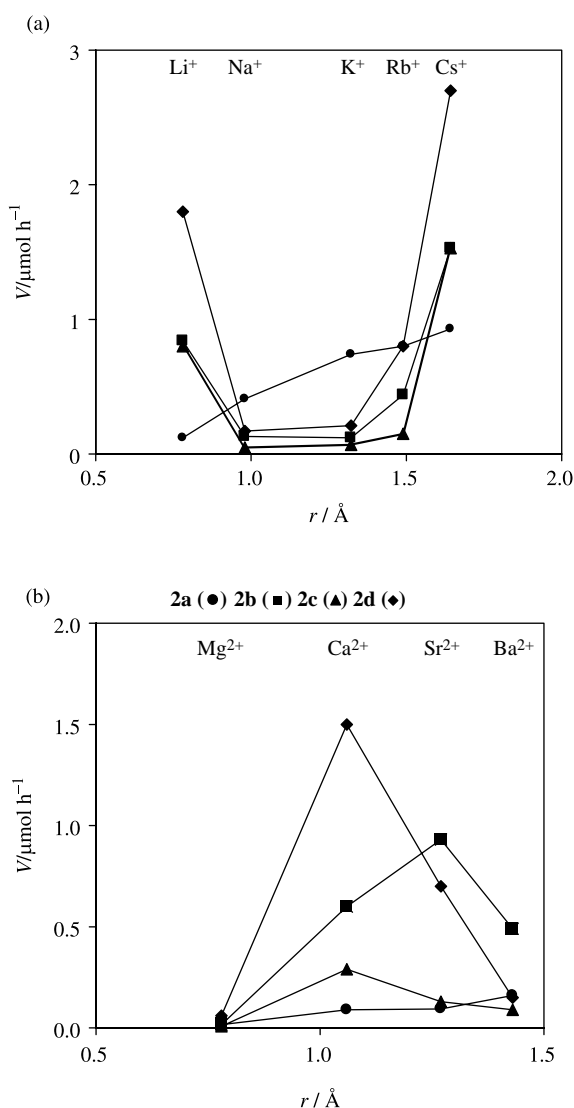 (a)
3
2
1
0
Li⁺ Na⁺ K⁺ Rb⁺ Cs⁺
V/μmol h⁻¹
0.5 1.0 1.5 2.0
r / Å
(b)
2a (●) 2b (■) 2c (▲) 2d (◆)
2.0
1.5
1.0
0.5
0.0
Mg²⁺ Ca²⁺ Sr²⁺ Ba²⁺
V/μmol h⁻¹
0.5 1.0 1.5
r / Å